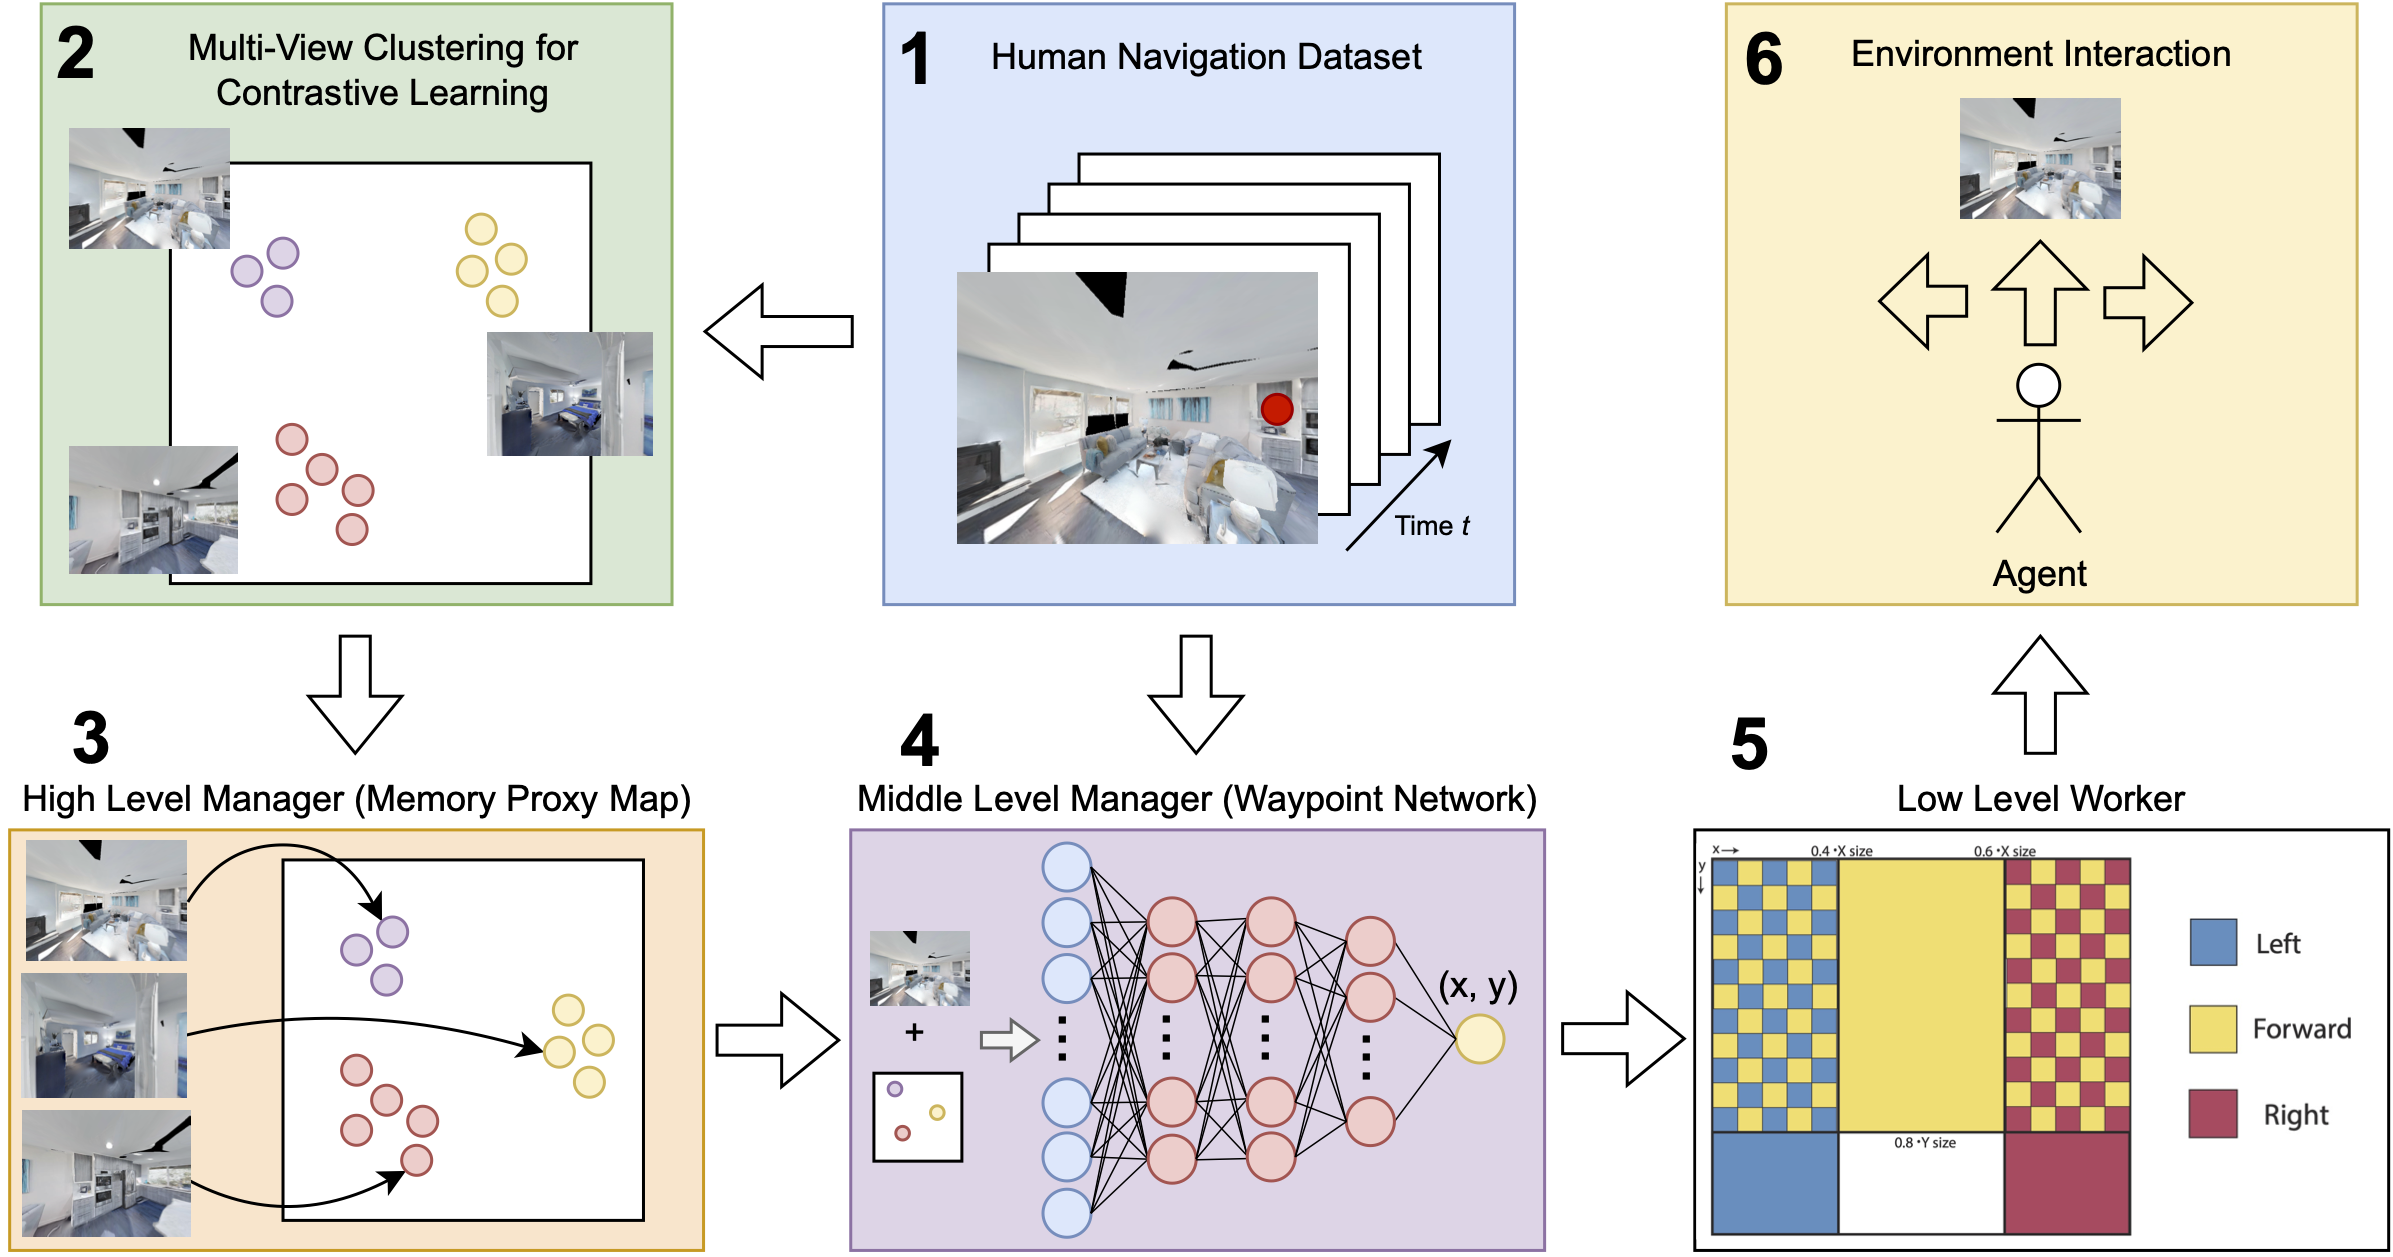 2
Multi-View Clustering for
Contrastive Learning
1
Human Navigation Dataset
Time t
6
Environment Interaction
Agent
3
High Level Manager (Memory Proxy Map)
4
Middle Level Manager (Waypoint Network)
+
(x, y)
5
Low Level Worker
x
0.4 •X size
0.6 •X size
y
0.8 •Y size
Left
Forward
Right